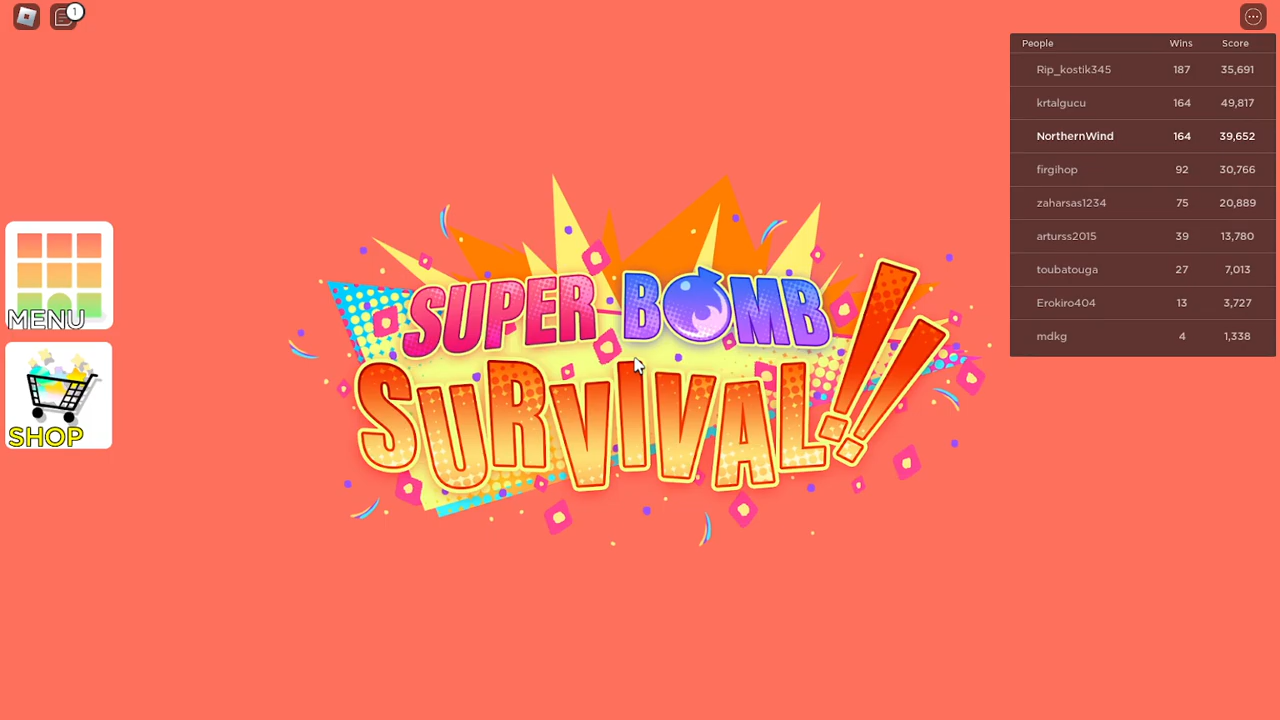 1
People Wins Score
Rip_kostik345 187 35,691
krtalgucu 164 49,817
NorthernWind 164 39,652
firgihop 92 30,766
zaharsas1234 75 20,889
arturss2015 39 13,780
toubatouga 27 7,013
Erokiro404 13 3,727
mdkg 4 1,338
MENU
SHOP
SUPER BOMB
SURVIVAL!!